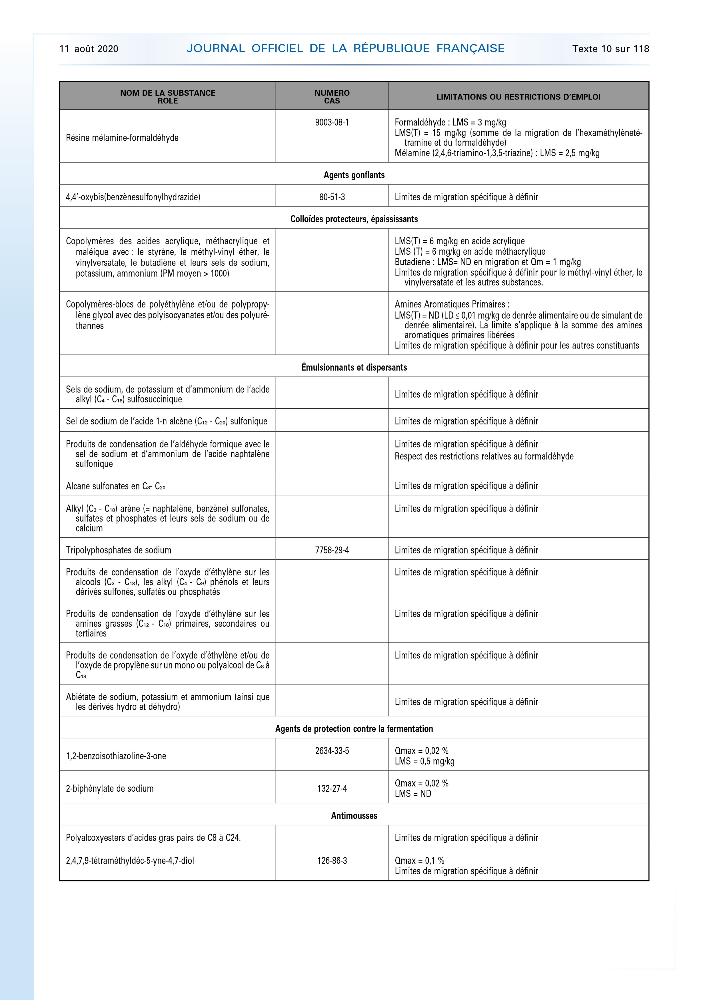 11 août 2020
JOURNAL OFFICIEL DE LA RÉPUBLIQUE FRANÇAISE
Texte 10 sur 118
NOM DE LA SUBSTANCE
ROLE
NUMERO
CAS
LIMITATIONS OU RESTRICTIONS D’EMPLOI
Résine mélamine-formaldéhyde
9003-08-1
Formaldéhyde : LMS = 3 mg/kg
LMS(T) = 15 mg/kg (somme de la migration de l’hexaméthylèneté-
tramine et du formaldéhyde)
Mélamine (2,4,6-triamino-1,3,5-triazine) : LMS = 2,5 mg/kg
Agents gonflants
4,4’-oxybis(benzènesulfonylhydrazide)
80-51-3
Limites de migration spécifique à définir
Colloïdes protecteurs, épaississants
Copolymères des acides acrylique, méthacrylique et
maléique avec : le styrène, le méthyl-vinyl éther, le
vinylversatate, le butadiène et leurs sels de sodium,
potassium, ammonium (PM moyen > 1000)
LMS(T) = 6 mg/kg en acide acrylique
LMS (T) = 6 mg/kg en acide méthacrylique
Butadiene : LMS= ND en migration et Qm = 1 mg/kg
Limites de migration spécifique à définir pour le méthyl-vinyl éther, le
vinylversatate et les autres substances.
Copolymères-blocs de polyéthylène et/ou de polypropy-
lène glycol avec des polyisocyanates et/ou des polyuré-
thannes
Amines Aromatiques Primaires :
LMS(T) = ND (LD ≤ 0,01 mg/kg de denrée alimentaire ou de simulant de
denrée alimentaire). La limite s’applique à la somme des amines
aromatiques primaires libérées
Limites de migration spécifique à définir pour les autres constituants
Émulsionnants et dispersants
Sels de sodium, de potassium et d’ammonium de l’acide
alkyl (C₄ - C₁₆) sulfosuccinique
Limites de migration spécifique à définir
Sel de sodium de l’acide 1-n alcène (C₁₂ - C₂₀) sulfonique
Limites de migration spécifique à définir
Produits de condensation de l’aldéhyde formique avec le
sel de sodium et d’ammonium de l’acide naphtalène
sulfonique
Limites de migration spécifique à définir
Respect des restrictions relatives au formaldéhyde
Alcane sulfonates en C₈- C₂₀
Limites de migration spécifique à définir
Alkyl (C₃ - C₁₈) arène (= naphtalène, benzène) sulfonates,
sulfates et phosphates et leurs sels de sodium ou de
calcium
Limites de migration spécifique à définir
Tripolyphosphates de sodium
7758-29-4
Limites de migration spécifique à définir
Produits de condensation de l’oxyde d’éthylène sur les
alcools (C₃ - C₁₈), les alkyl (C₄ - C₉) phénols et leurs
dérivés sulfonés, sulfatés ou phosphatés
Limites de migration spécifique à définir
Produits de condensation de l’oxyde d’éthylène sur les
amines grasses (C₁₂ - C₁₈) primaires, secondaires ou
tertiaires
Limites de migration spécifique à définir
Produits de condensation de l’oxyde d’éthylène et/ou de
l’oxyde de propylène sur un mono ou polyalcool de C₈ à
C₁₈
Limites de migration spécifique à définir
Abiétate de sodium, potassium et ammonium (ainsi que
les dérivés hydro et déhydro)
Limites de migration spécifique à définir
Agents de protection contre la fermentation
1,2-benzoisothiazoline-3-one
2634-33-5
Qmax = 0,02 %
LMS = 0,5 mg/kg
2-biphénylate de sodium
132-27-4
Qmax = 0,02 %
LMS = ND
Antimousses
Polyalcoxyesters d’acides gras pairs de C8 à C24.
Limites de migration spécifique à définir
2,4,7,9-tétraméthyldéc-5-yne-4,7-diol
126-86-3
Qmax = 0,1 %
Limites de migration spécifique à définir